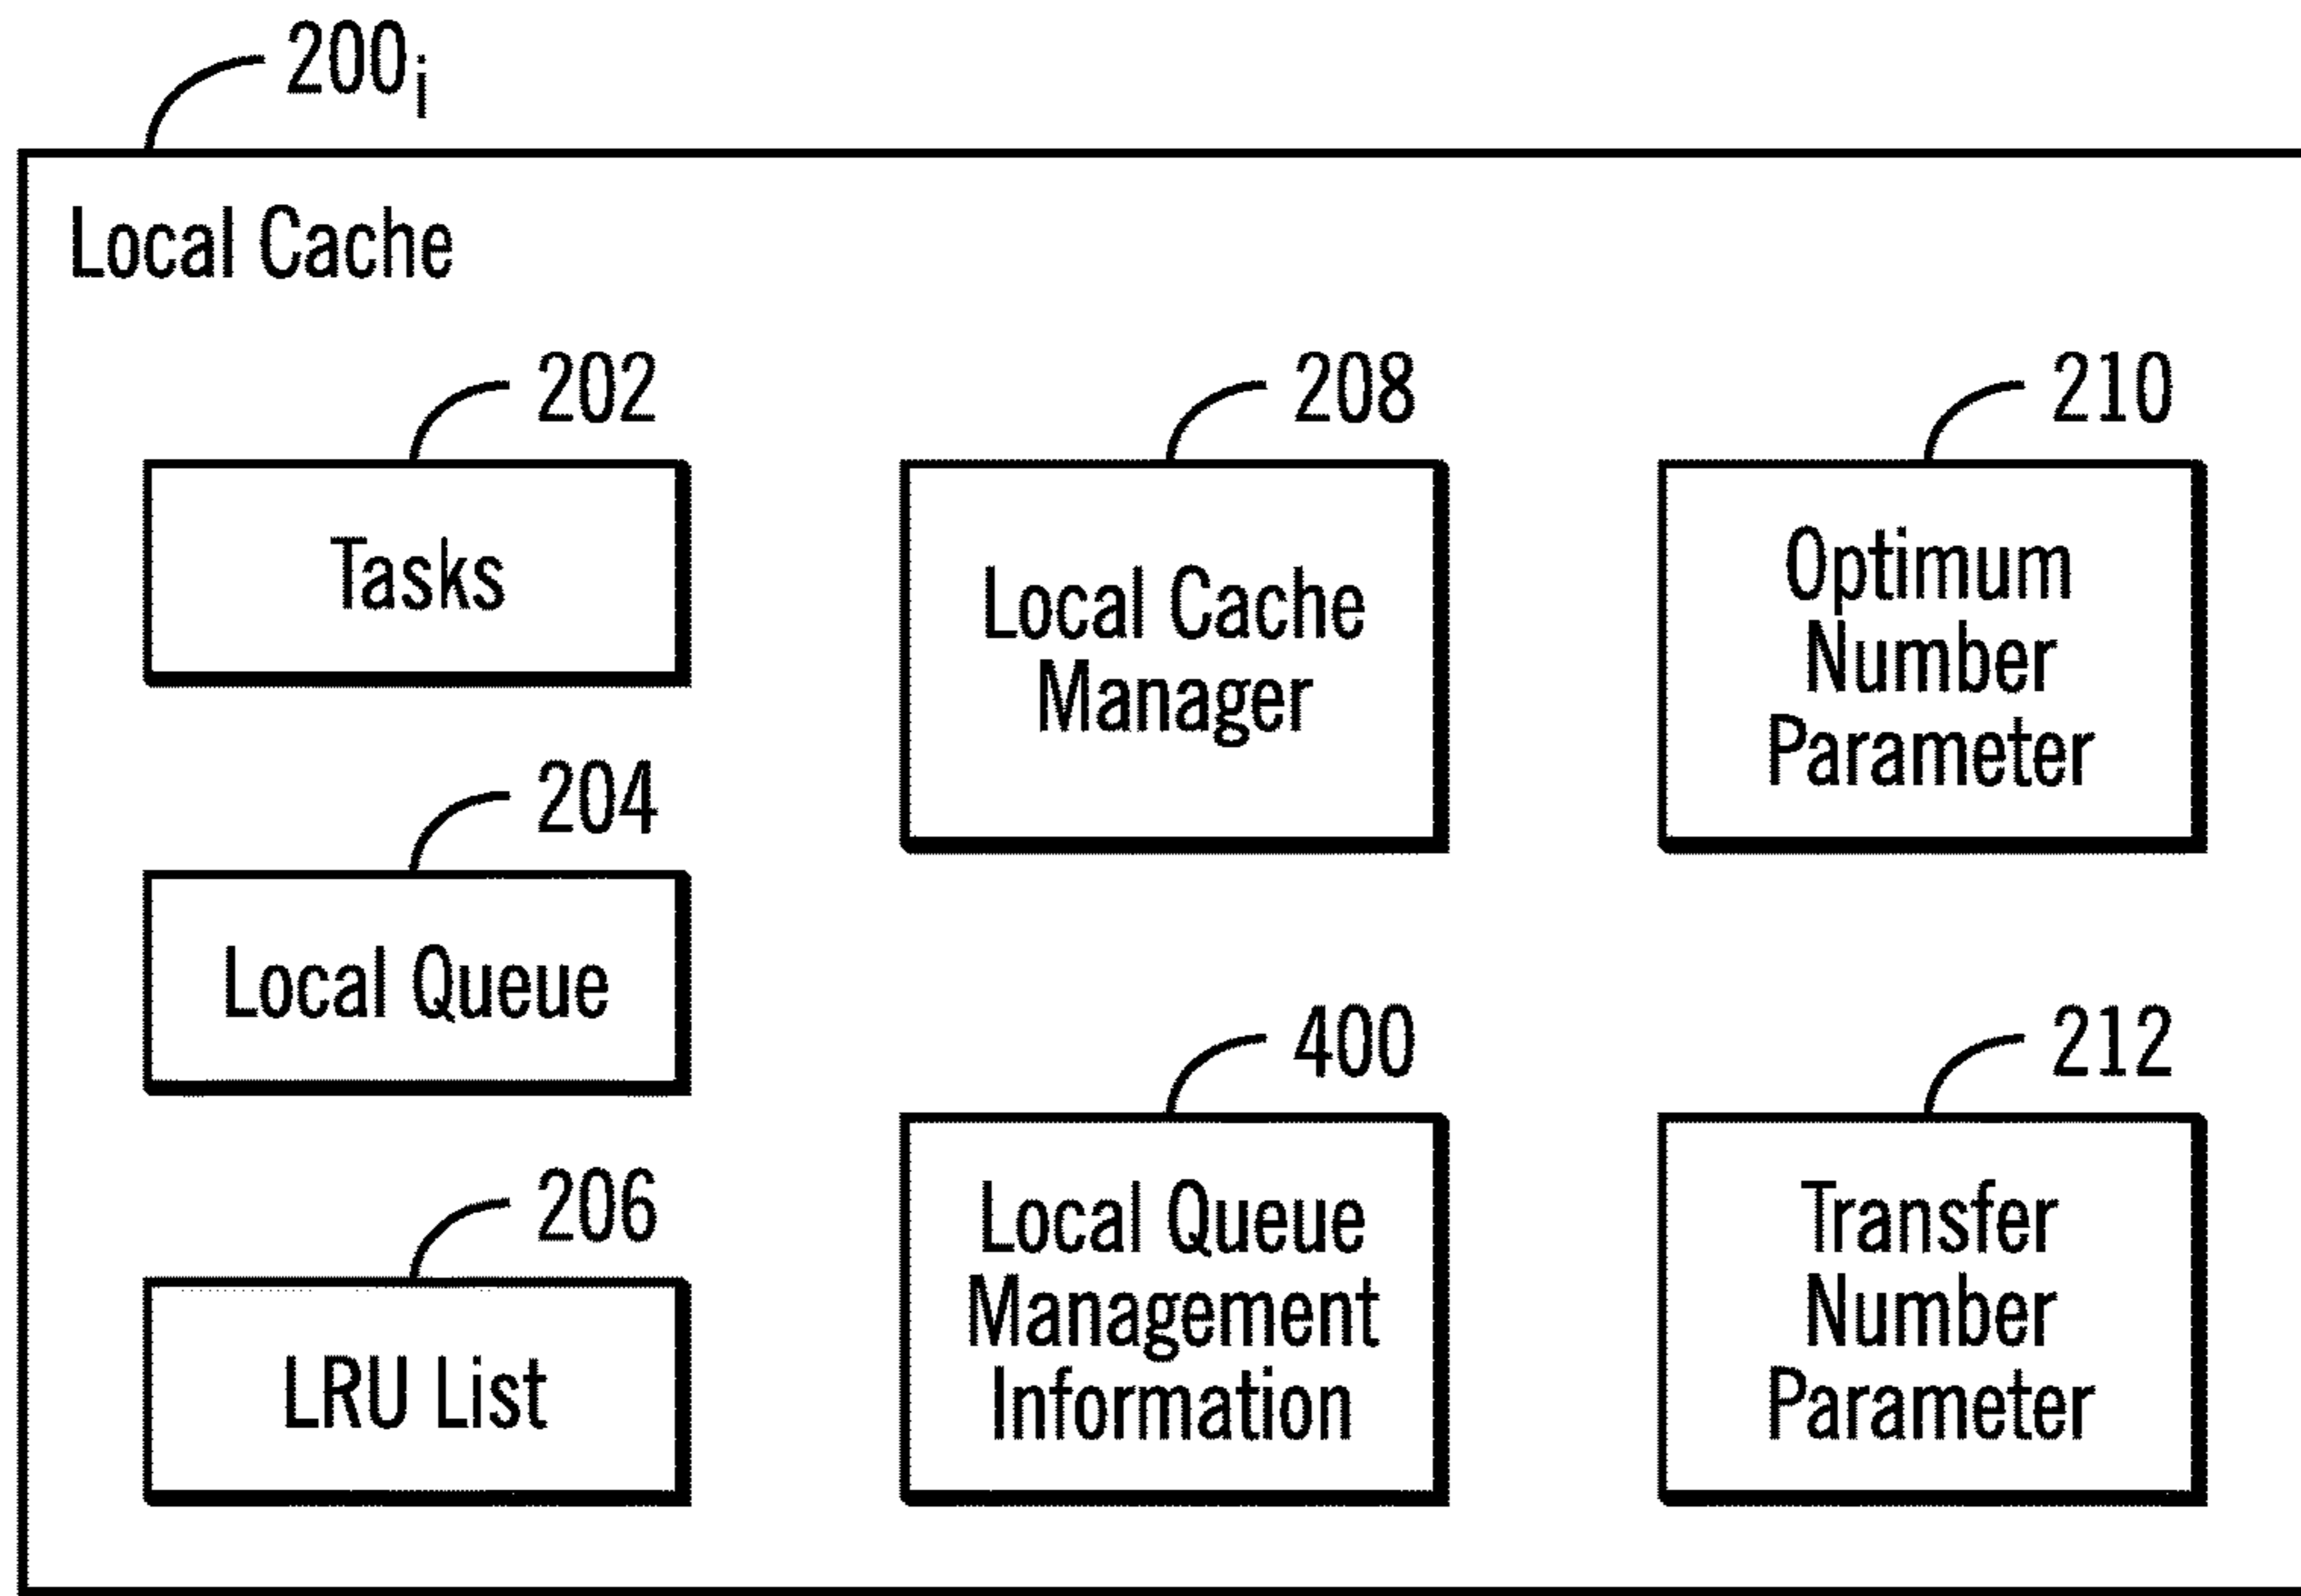 200i
Local Cache
202
Tasks
204
Local Queue
206
LRU List
208
Local Cache
Manager
400
Local Queue
Management
Information
210
Optimum
Number
Parameter
212
Transfer
Number
Parameter